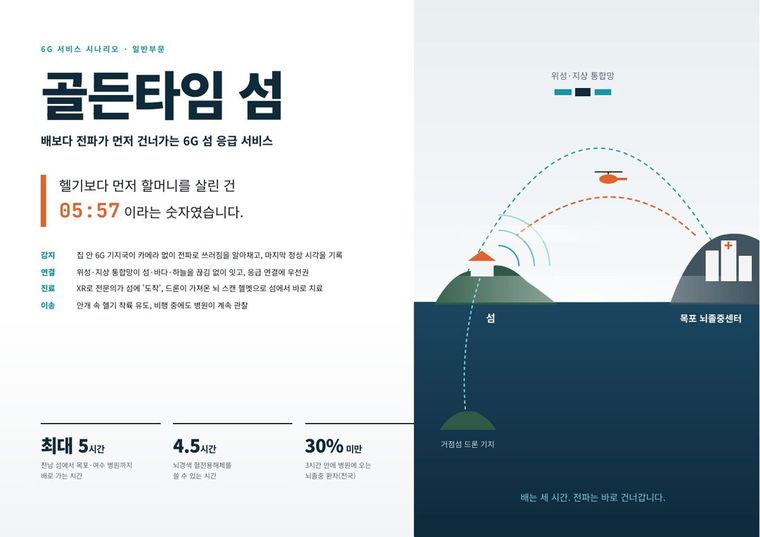 6G 서비스 시나리오 · 일반부문
골든타임 섬
배보다 전파가 먼저 건너가는 6G 섬 응급 서비스
헬기보다 먼저 할머니를 살린 건
05:57 이라는 숫자였습니다.
감지 집 안 6G 기지국이 카메라 없이 전파로 쓰러짐을 알아채고, 마지막 정상 시각을 기록
연결 위성·지상 통합망이 섬·바다·하늘을 끊김 없이 잇고, 응급 연결에 우선권
진료 XR로 전문의가 섬에 '도착', 드론이 가져온 뇌 스캔 헬멧으로 섬에서 바로 치료
이송 안개 속 헬기 착륙 유도, 비행 중에도 병원이 계속 관찰
최대 5시간
전남 섬에서 목포·여수 병원까지
배로 가는 시간
4.5시간
뇌경색 혈전용해제를
쓸 수 있는 시간
30% 미만
3시간 안에 병원에 오는
뇌졸중 환자(전국)
위성·지상 통합망
섬
목포 뇌졸중센터
거점섬 드론 기지
배는 세 시간. 전파는 바로 건너갑니다.